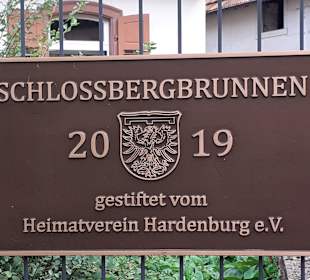 SCHLOSSBERGBRUNNEN
20 19
gestiftet vom
Heimatverein Hardenburg e.V.